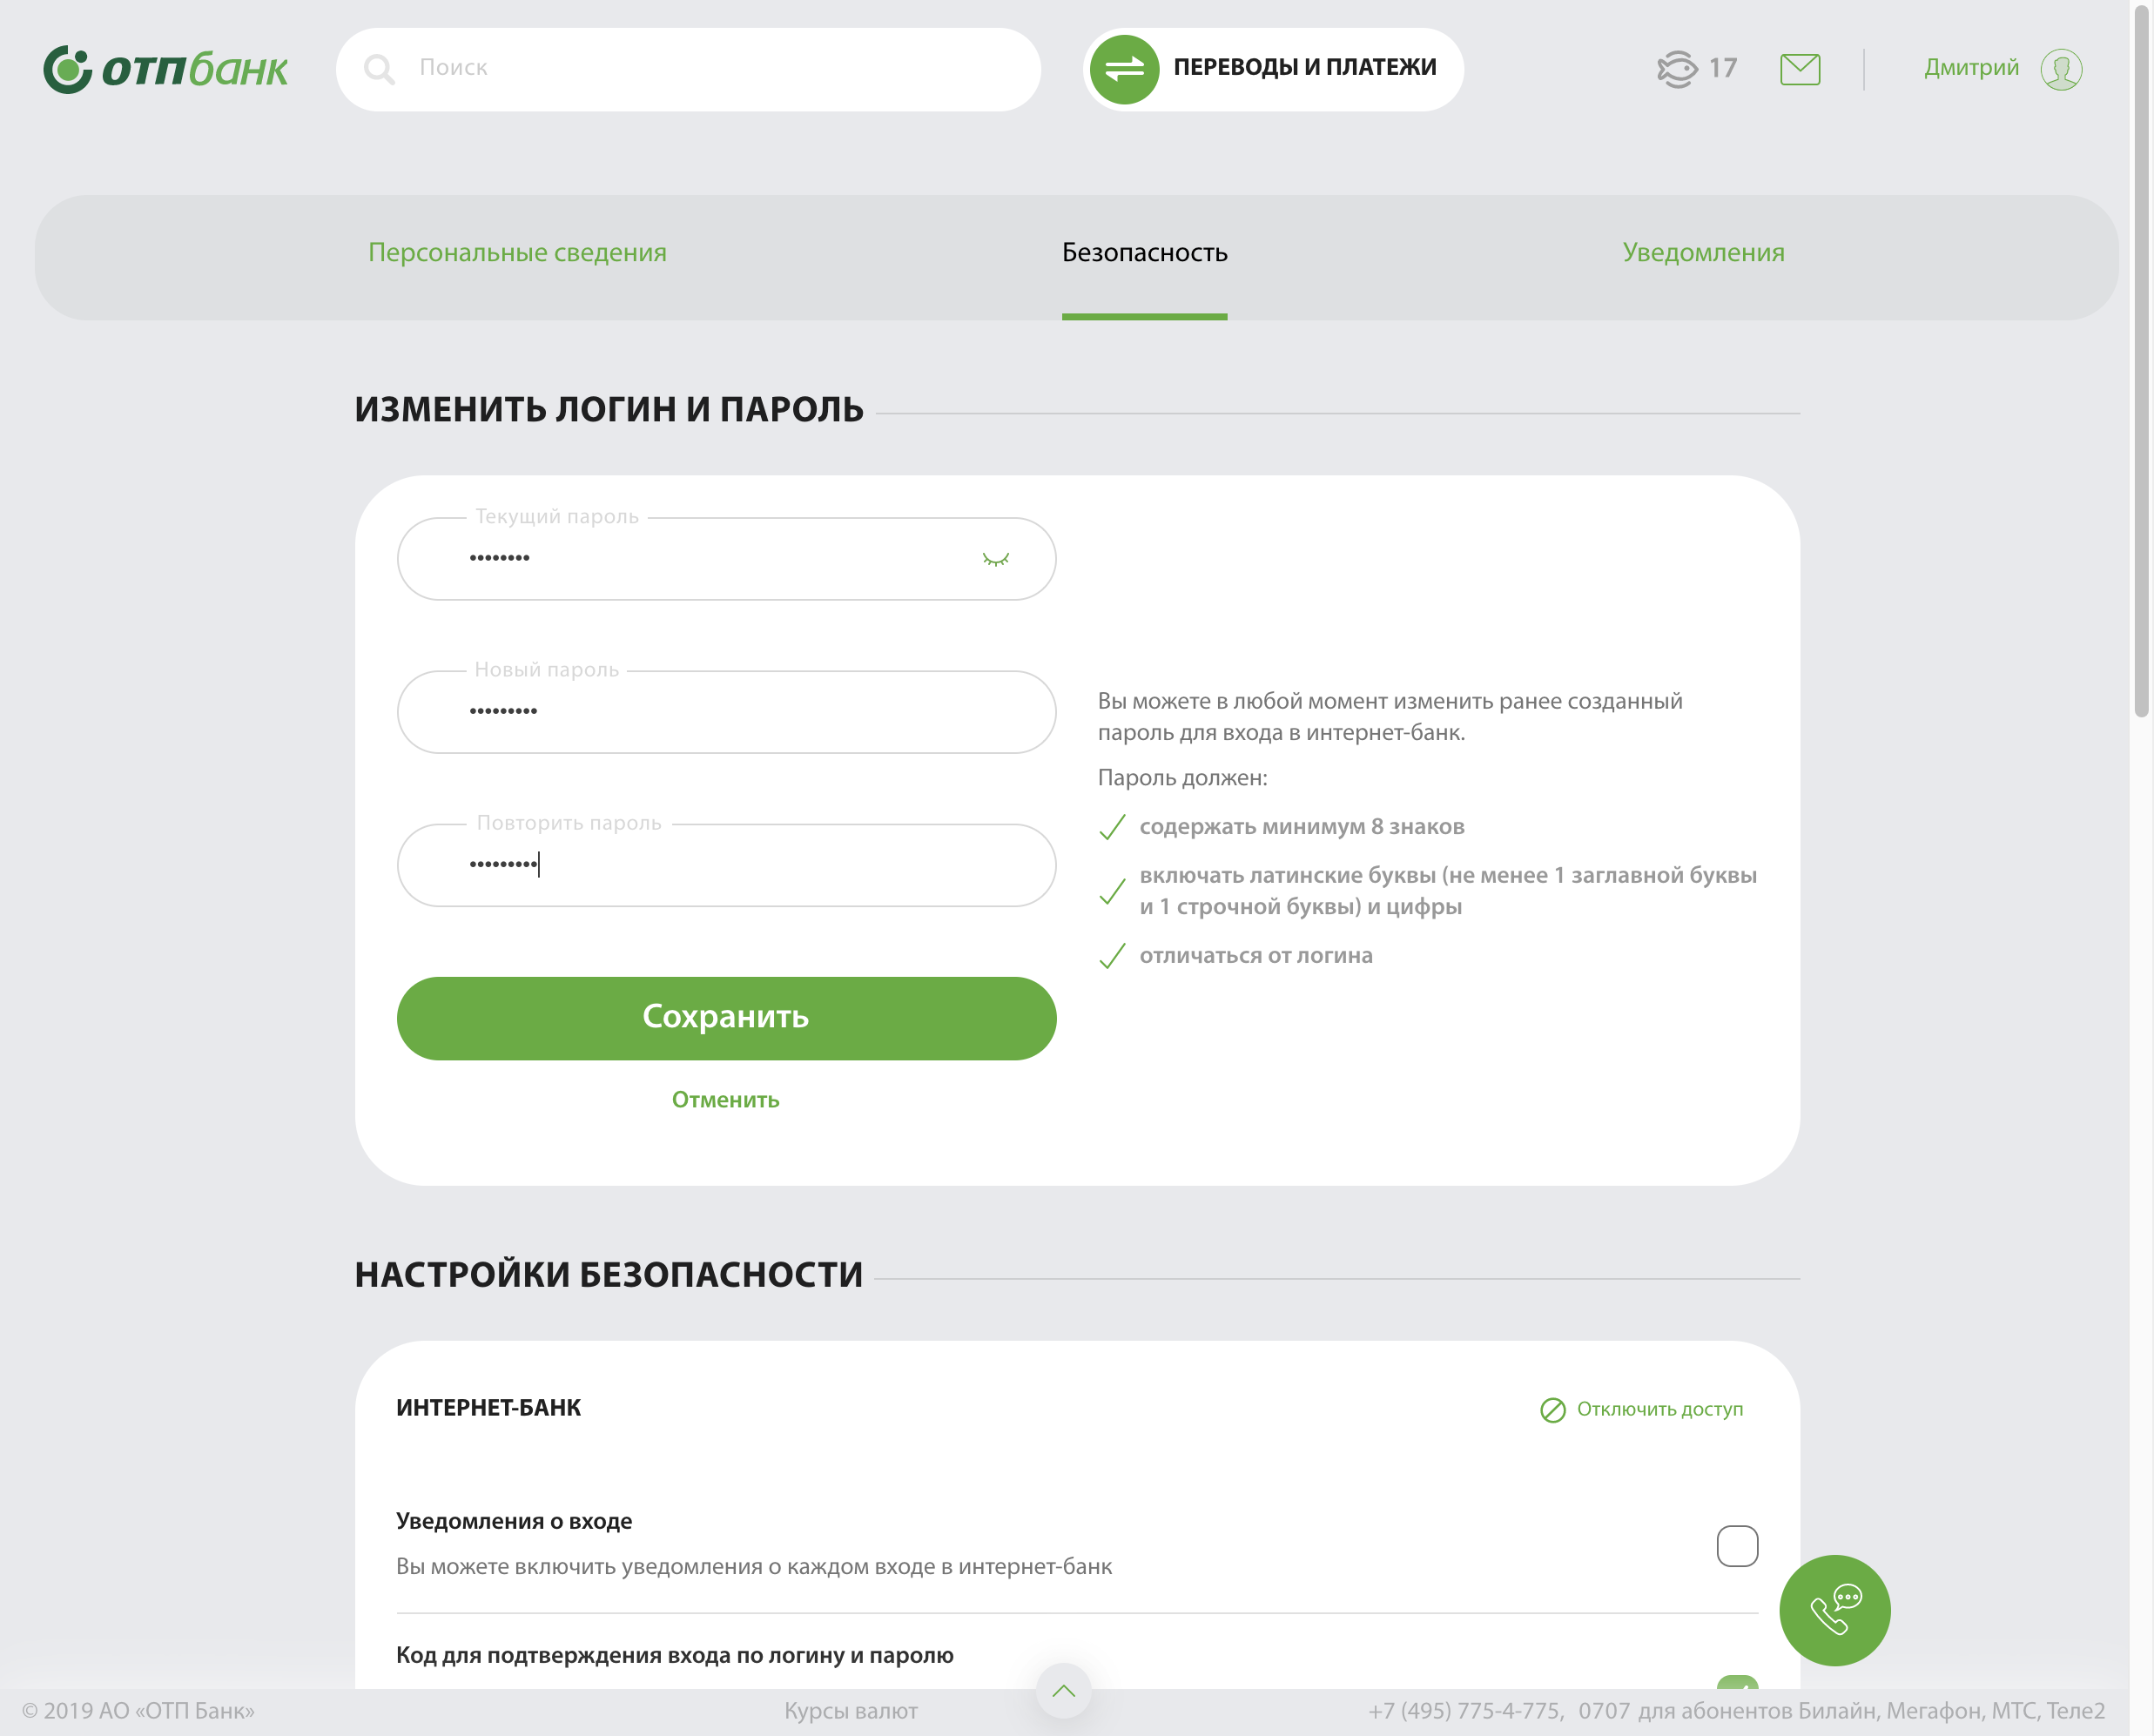 отпбанк
Поиск
ПЕРЕВОДЫ И ПЛАТЕЖИ
17
Дмитрий
Персональные сведения
Безопасность
Уведомления
ИЗМЕНИТЬ ЛОГИН И ПАРОЛЬ
Текущий пароль
••••••••
Новый пароль
•••••••••
Повторить пароль
•••••••••
Сохранить
Отменить
Вы можете в любой момент изменить ранее созданный
пароль для входа в интернет-банк.
Пароль должен:
содержать минимум 8 знаков
включать латинские буквы (не менее 1 заглавной буквы
и 1 строчной буквы) и цифры
отличаться от логина
НАСТРОЙКИ БЕЗОПАСНОСТИ
ИНТЕРНЕТ-БАНК
Отключить доступ
Уведомления о входе
Вы можете включить уведомления о каждом входе в интернет-банк
Код для подтверждения входа по логину и паролю
© 2019 АО «ОТП Банк»
Курсы валют
+7 (495) 775-4-775, 0707 для абонентов Билайн, Мегафон, МТС, Теле2